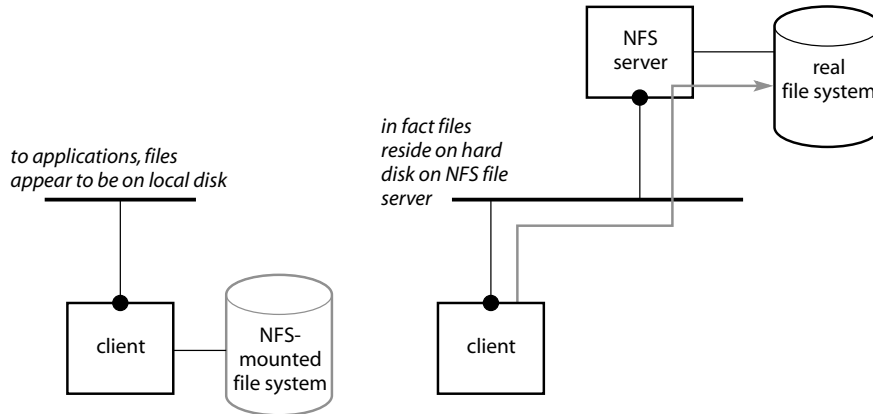 to applications, files
appear to be on local disk
client
NFS-
mounted
file system
in fact files
reside on hard
disk on NFS file
server
NFS
server
real
file system
client